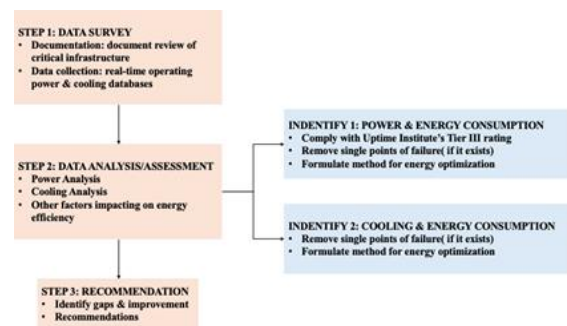 STEP 1: DATA SURVEY
• Documentation: document review of
critical infrastructure
• Data collection: real-time operating
power & cooling databases
STEP 2: DATA ANALYSIS/ASSESSMENT
• Power Analysis
• Cooling Analysis
• Other factors impacting on energy
efficiency
INDENTIFY 1: POWER & ENERGY CONSUMPTION
• Comply with Uptime Institute's Tier III rating
• Remove single points of failure( if it exists)
• Formulate method for energy optimization
INDENTIFY 2: COOLING & ENERGY CONSUMPTION
• Remove single points of failure( if it exists)
• Formulate method for energy optimization
STEP 3: RECOMMENDATION
• Identify gaps & improvement
• Recommendations